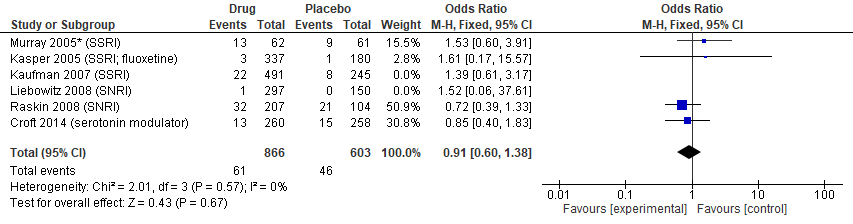 Drug Placebo Odds Ratio Odds Ratio
Study or Subgroup Events Total Events Total Weight M-H, Fixed, 95% CI M-H, Fixed, 95% CI
Murray 2005* (SSRI) 13 62 9 61 15.5% 1.53 [0.60, 3.91]
Kasper 2005 (SSRI; fluoxetine) 3 337 1 180 2.8% 1.61 [0.17, 15.57]
Kaufman 2007 (SSRI) 22 491 8 245 0.0% 1.39 [0.61, 3.17]
Liebowitz 2008 (SNRI) 1 297 0 150 0.0% 1.52 [0.06, 37.61]
Raskin 2008 (SNRI) 32 207 21 104 50.9% 0.72 [0.39, 1.33]
Croft 2014 (serotonin modulator) 13 260 15 258 30.8% 0.85 [0.40, 1.83]
Total (95% CI) 866 603 100.0% 0.91 [0.60, 1.38]
Total events 61 46
Heterogeneity: Chi² = 2.01, df = 3 (P = 0.57); I² = 0%
Test for overall effect: Z = 0.43 (P = 0.67)
0.01 0.1 1 10 100
Favours [experimental] Favours [control]